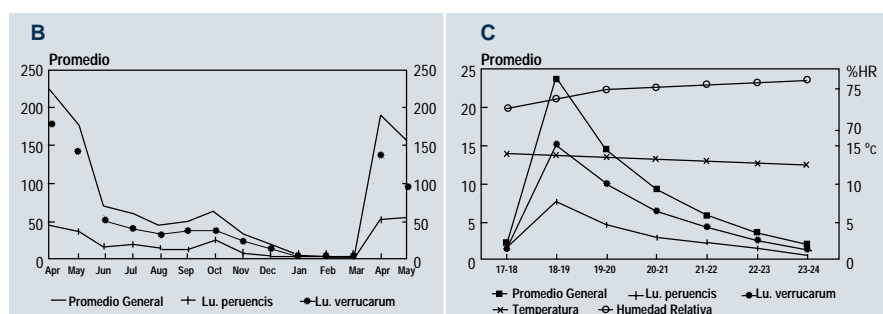 B
Promedio
250 250
200 200
150 150
100 100
50 50
0 0
Apr May Jun Jul Aug Sep Oct Nov Dec Jan Feb Mar Apr May
Promedio General Lu. peruencis Lu. verrucarum
C
Promedio
25 %HR
75
20
70
15 15 ºc
10 10
5 5
0 0
17-18 18-19 19-20 20-21 21-22 22-23 23-24
Promedio General Lu. peruencis Lu. verrucarum
Temperatura Humedad Relativa